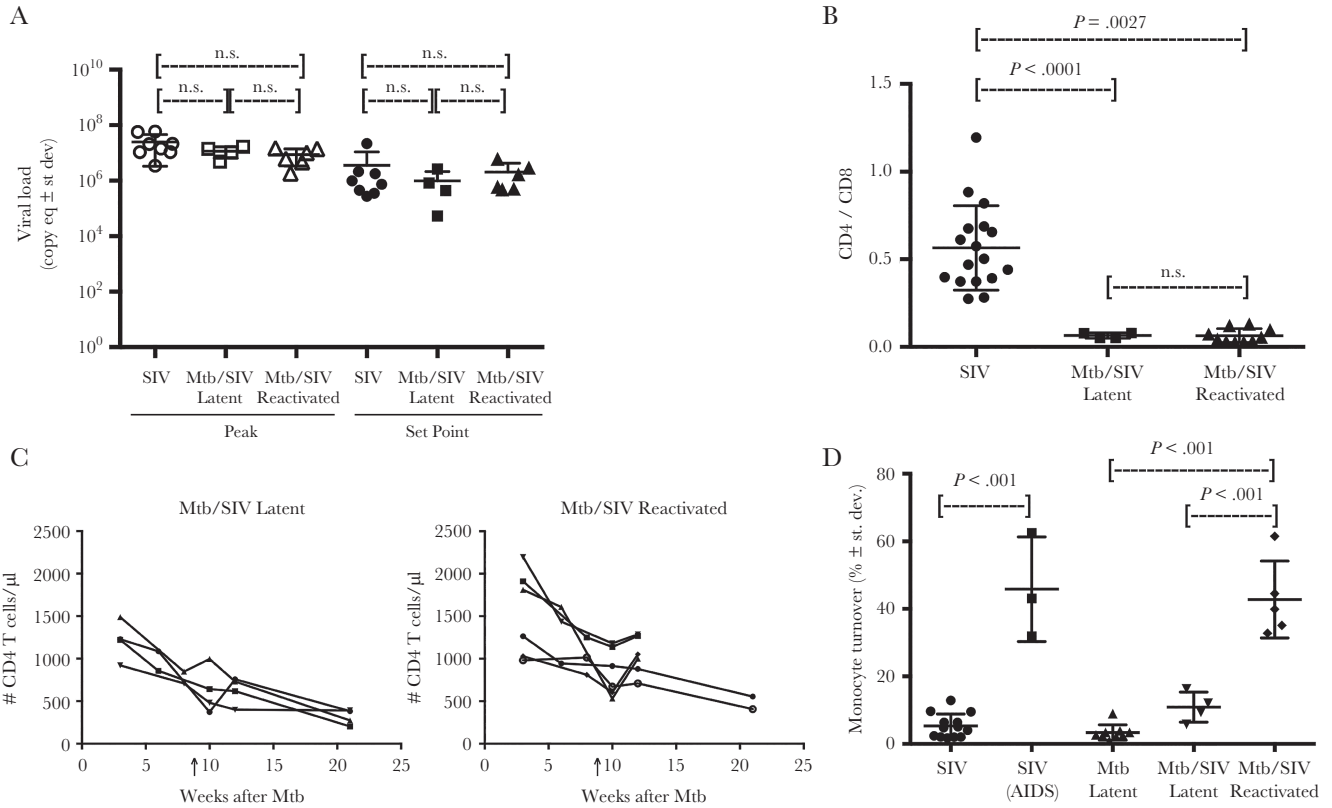 A
n.s.
n.s.
n.s. n.s.
n.s. n.s.
10^10
10^8
10^6
10^4
10^2
10^0
Viral load
(copy eq ± st dev)
SIV Mtb/SIV Mtb/SIV SIV Mtb/SIV Mtb/SIV
Latent Reactivated Latent Reactivated
Peak Set Point
B
P = .0027
P < .0001
n.s.
1.5
1.0
0.5
0.0
CD4 / CD8
SIV Mtb/SIV Mtb/SIV
Latent Reactivated
C
Mtb/SIV Latent
2500
2000
1500
1000
500
0
# CD4 T cells/µl
0 5 ↑10 15 20 25
Weeks after Mtb
Mtb/SIV Reactivated
2500
2000
1500
1000
500
0
# CD4 T cells/µl
0 5 ↑10 15 20 25
Weeks after Mtb
D
P < .001
P < .001
P < .001
80
60
40
20
0
Monocyte turnover (% ± st. dev.)
SIV SIV Mtb Mtb/SIV Mtb/SIV
(AIDS) Latent Latent Reactivated